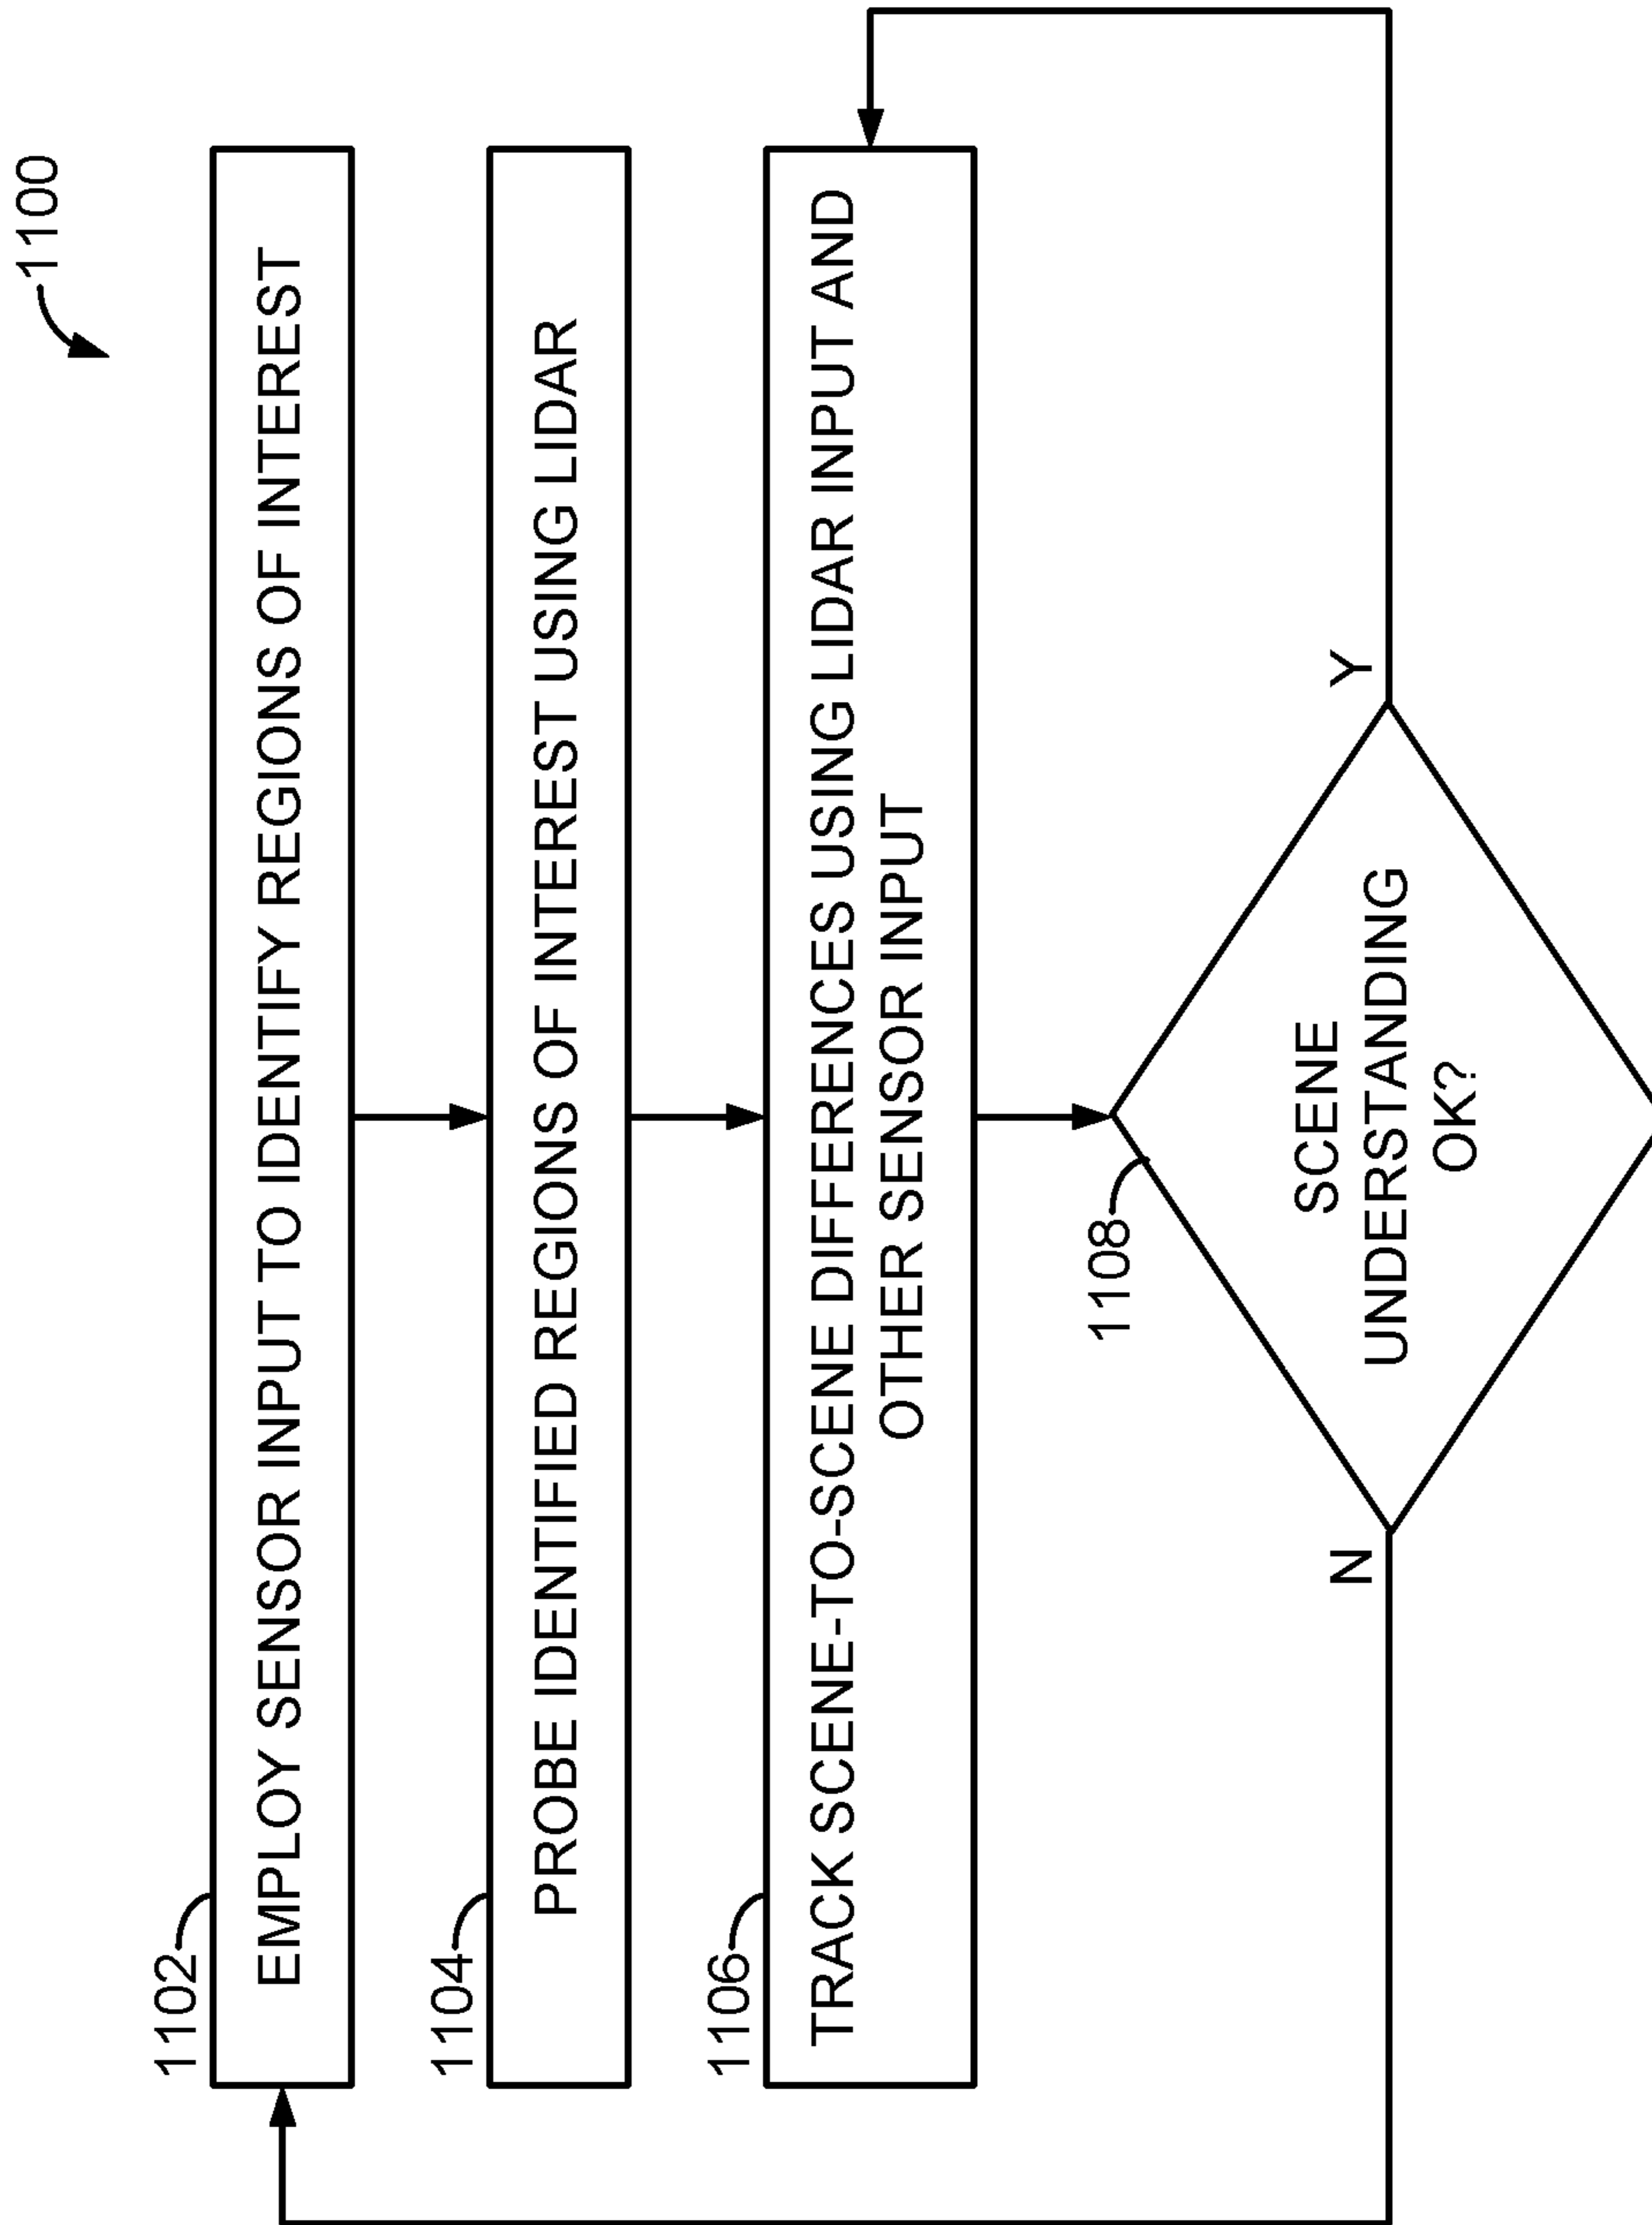 1100
1102
EMPLOY SENSOR INPUT TO IDENTIFY REGIONS OF INTEREST
1104
PROBE IDENTIFIED REGIONS OF INTEREST USING LIDAR
1106
TRACK SCENE-TO-SCENE DIFFERENCES USING LIDAR INPUT AND
OTHER SENSOR INPUT
1108
SCENE
UNDERSTANDING
OK?
N
Y